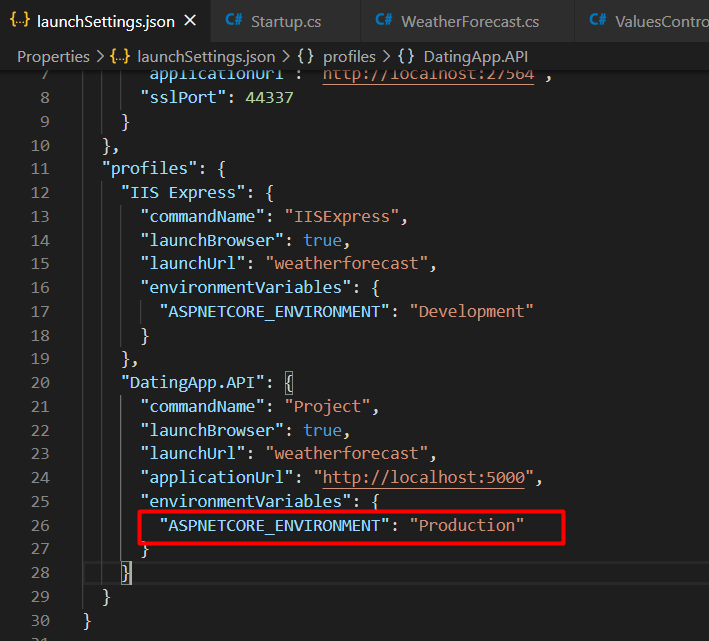 launchSettings.json × C# Startup.cs C# WeatherForecast.cs C# ValuesContro
Properties > {..} launchSettings.json > {} profiles > {} DatingApp.API
7 "applicationUrl": "http://localhost:27564",
8 "sslPort": 44337
9 }
10 },
11 "profiles": {
12 "IIS Express": {
13 "commandName": "IISExpress",
14 "launchBrowser": true,
15 "launchUrl": "weatherforecast",
16 "environmentVariables": {
17 "ASPNETCORE_ENVIRONMENT": "Development"
18 }
19 },
20 "DatingApp.API": {
21 "commandName": "Project",
22 "launchBrowser": true,
23 "launchUrl": "weatherforecast",
24 "applicationUrl": "http://localhost:5000",
25 "environmentVariables": {
26 "ASPNETCORE_ENVIRONMENT": "Production"
27 }
28 }
29 }
30 }